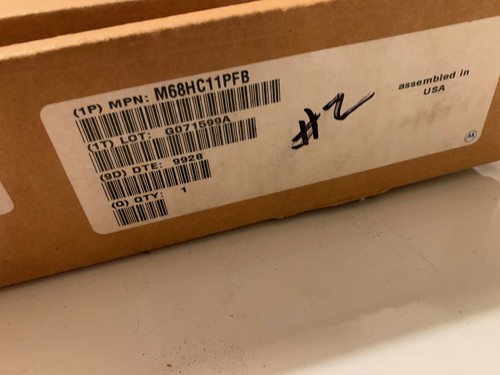 (1P) MPN: M68HC11PFB
(1T) LOT: G071599A
(9D) DTE: 9928
(Q) QTY: 1
#2
assembled in
USA